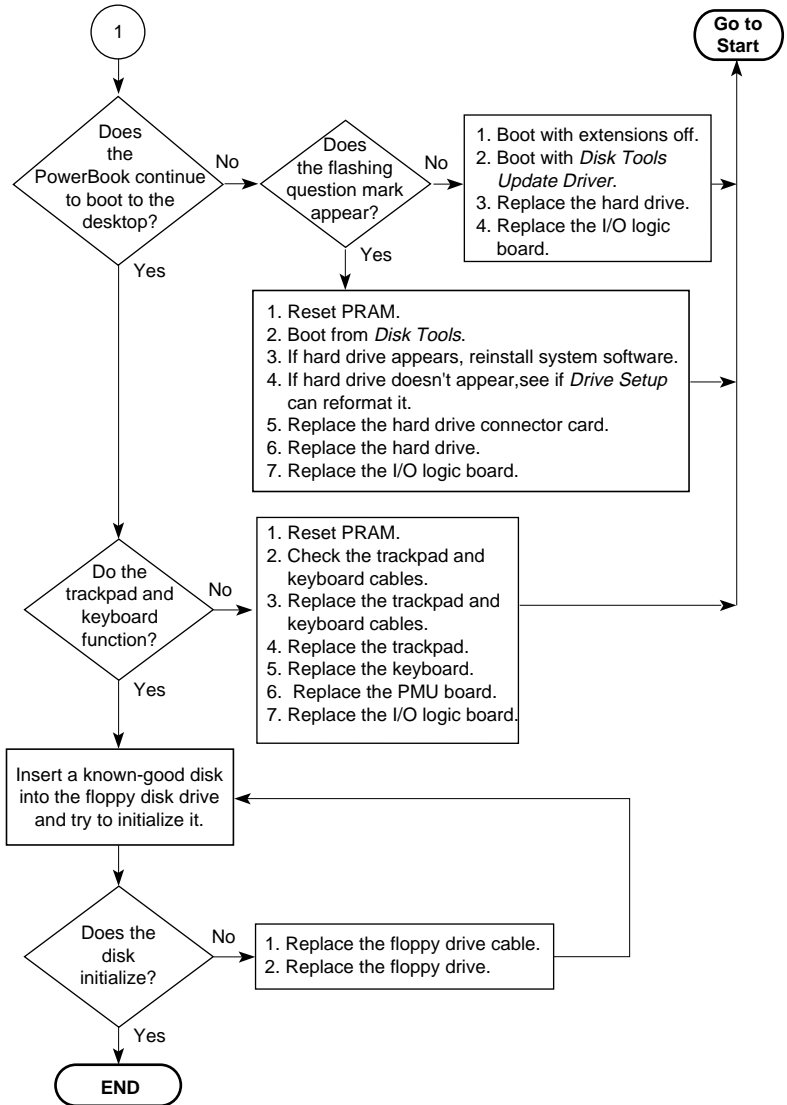 1
Go to
Start
Does
the
PowerBook continue
to boot to the
desktop?
No
Does
the flashing
question mark
appear?
No
1. Boot with extensions off.
2. Boot with Disk Tools
Update Driver.
3. Replace the hard drive.
4. Replace the I/O logic
board.
Yes
Yes
1. Reset PRAM.
2. Boot from Disk Tools.
3. If hard drive appears, reinstall system software.
4. If hard drive doesn't appear,see if Drive Setup
can reformat it.
5. Replace the hard drive connector card.
6. Replace the hard drive.
7. Replace the I/O logic board.
Do the
trackpad and
keyboard
function?
No
1. Reset PRAM.
2. Check the trackpad and
keyboard cables.
3. Replace the trackpad and
keyboard cables.
4. Replace the trackpad.
5. Replace the keyboard.
6. Replace the PMU board.
7. Replace the I/O logic board.
Yes
Insert a known-good disk
into the floppy disk drive
and try to initialize it.
Does the
disk
initialize?
No
1. Replace the floppy drive cable.
2. Replace the floppy drive.
Yes
END